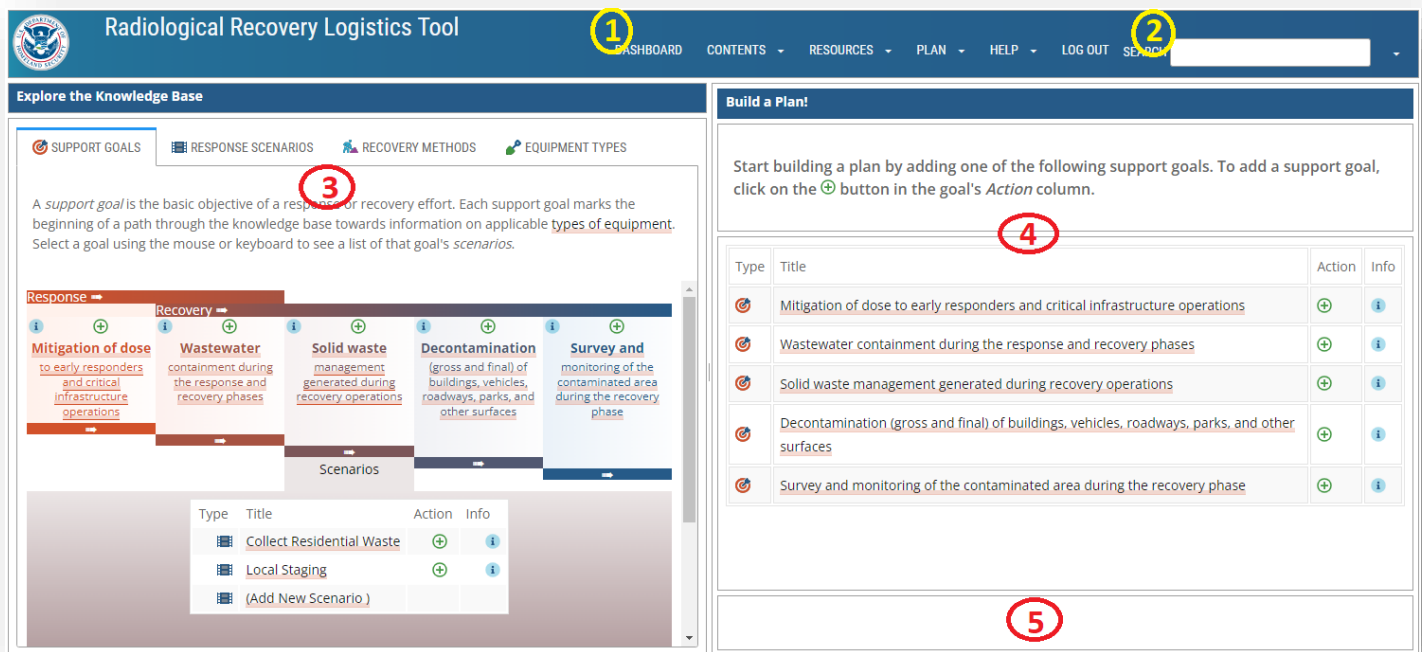 Radiological Recovery Logistics Tool
1
2
DASHBOARD CONTENTS RESOURCES PLAN HELP LOG OUT SEARCH
Explore the Knowledge Base
SUPPORT GOALS RESPONSE SCENARIOS RECOVERY METHODS EQUIPMENT TYPES
3
A support goal is the basic objective of a response or recovery effort. Each support goal marks the
beginning of a path through the knowledge base towards information on applicable types of equipment.
Select a goal using the mouse or keyboard to see a list of that goal's scenarios.
Response
Recovery
Mitigation of dose
to early responders
and critical
infrastructure
operations
Wastewater
containment during
the response and
recovery phases
Solid waste
management
generated during
recovery operations
Decontamination
(gross and final) of
buildings, vehicles,
roadways, parks, and
other surfaces
Survey and
monitoring of the
contaminated area
during the recovery
phase
Scenarios
Type Title Action Info
Collect Residential Waste
Local Staging
(Add New Scenario )
Build a Plan!
Start building a plan by adding one of the following support goals. To add a support goal,
click on the button in the goal's Action column.
4
Type Title Action Info
Mitigation of dose to early responders and critical infrastructure operations
Wastewater containment during the response and recovery phases
Solid waste management generated during recovery operations
Decontamination (gross and final) of buildings, vehicles, roadways, parks, and other
surfaces
Survey and monitoring of the contaminated area during the recovery phase
5